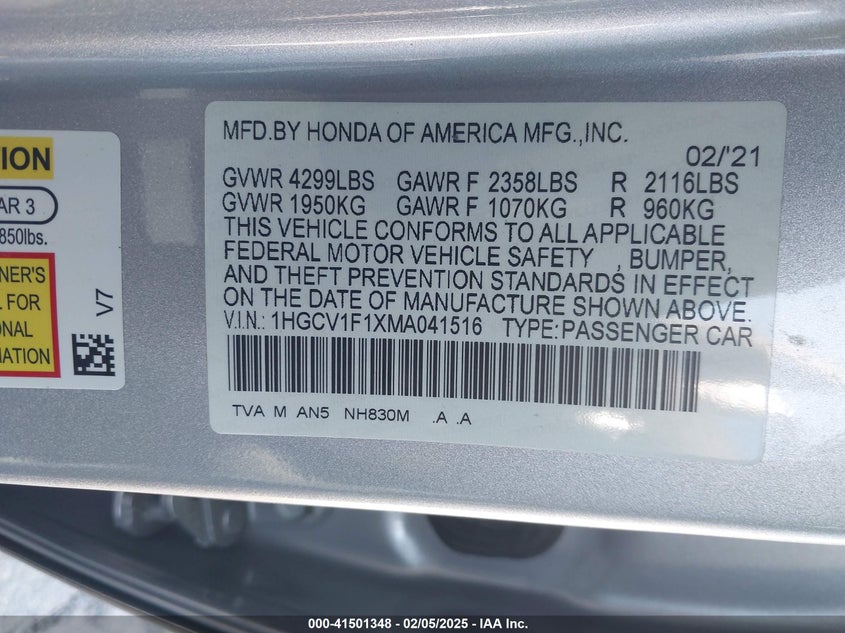 TION
AR 3
850lbs.
NER'S
L FOR
ONAL
MATION
V7
MFD.BY HONDA OF AMERICA MFG.,INC.
02/'21
GVWR 4299LBS GAWR F 2358LBS R 2116LBS
GVWR 1950KG GAWR F 1070KG R 960KG
THIS VEHICLE CONFORMS TO ALL APPLICABLE
FEDERAL MOTOR VEHICLE SAFETY , BUMPER,
AND THEFT PREVENTION STANDARDS IN EFFECT
ON THE DATE OF MANUFACTURE SHOWN ABOVE.
V.I.N.: 1HGCV1F1XMA041516 TYPE:PASSENGER CAR
TVA M AN5 NH830M .A .A
000-41501348 - 02/05/2025 - IAA Inc.